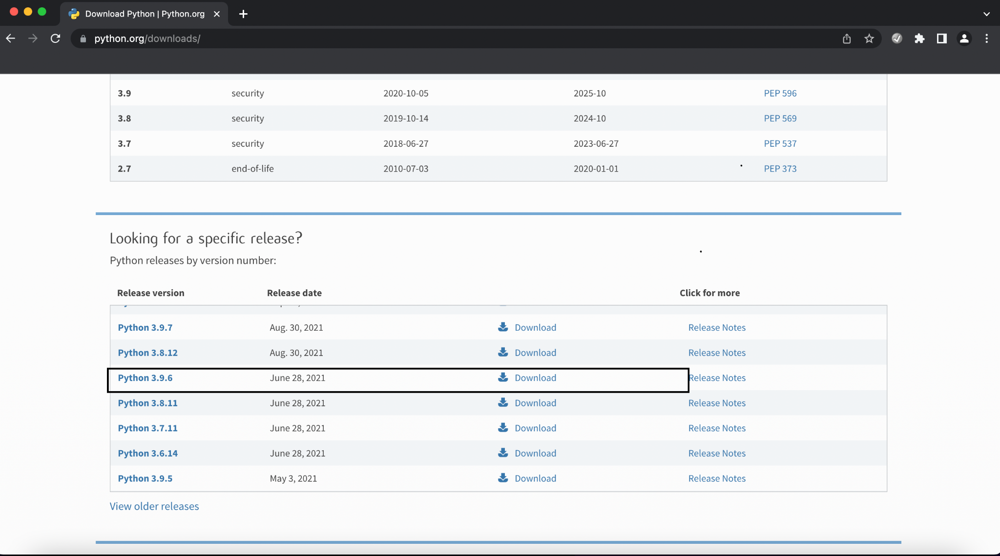 Download Python | Python.org
python.org/downloads/
3.9 security 2020-10-05 2025-10 PEP 596
3.8 security 2019-10-14 2024-10 PEP 569
3.7 security 2018-06-27 2023-06-27 PEP 537
2.7 end-of-life 2010-07-03 2020-01-01 PEP 373
Looking for a specific release?
Python releases by version number:
Release version Release date Click for more
Python 3.9.7 Aug. 30, 2021 Download Release Notes
Python 3.8.12 Aug. 30, 2021 Download Release Notes
Python 3.9.6 June 28, 2021 Download Release Notes
Python 3.8.11 June 28, 2021 Download Release Notes
Python 3.7.11 June 28, 2021 Download Release Notes
Python 3.6.14 June 28, 2021 Download Release Notes
Python 3.9.5 May 3, 2021 Download Release Notes
View older releases